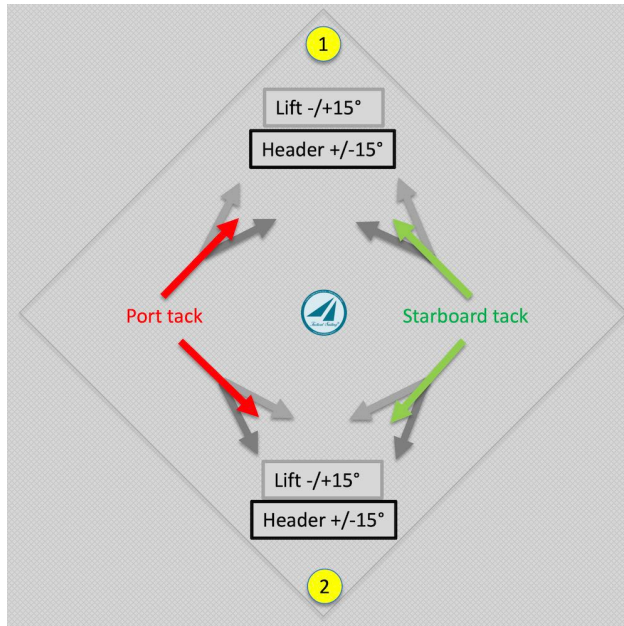 1
Lift -/+15°
Header +/-15°
Port tack
Starboard tack
Lift -/+15°
Header +/-15°
2